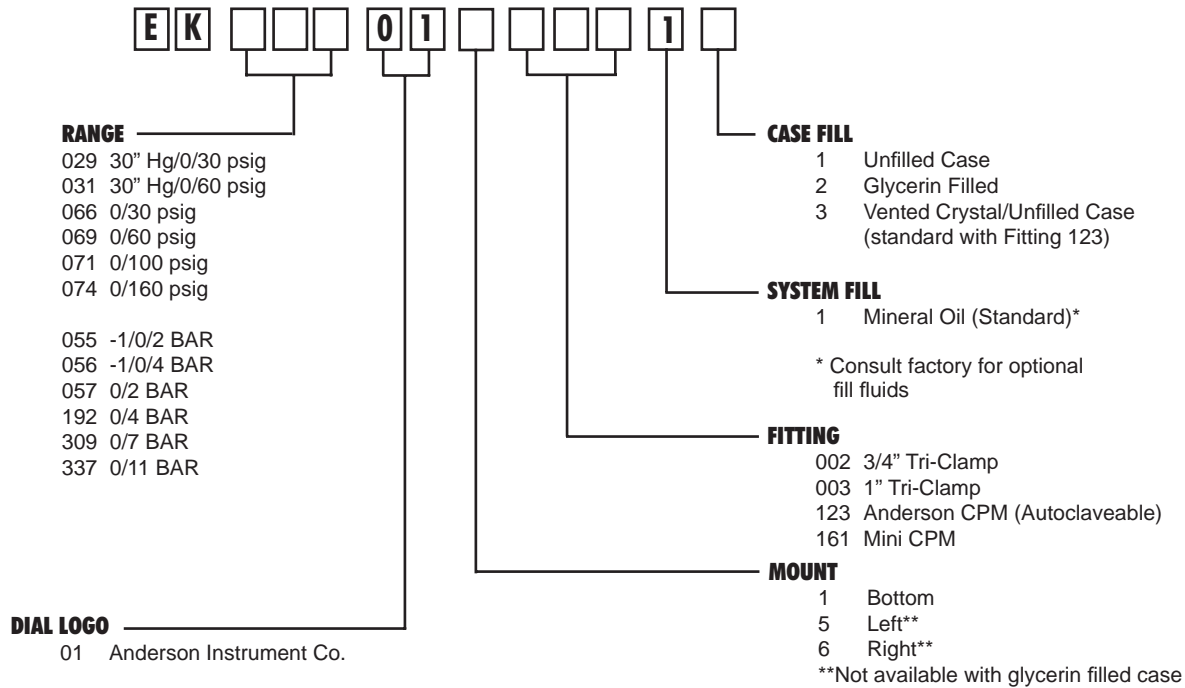 EK 01 1
RANGE
029 30” Hg/0/30 psig
031 30” Hg/0/60 psig
066 0/30 psig
069 0/60 psig
071 0/100 psig
074 0/160 psig
055 -1/0/2 BAR
056 -1/0/4 BAR
057 0/2 BAR
192 0/4 BAR
309 0/7 BAR
337 0/11 BAR
DIAL LOGO
01 Anderson Instrument Co.
CASE FILL
1 Unfilled Case
2 Glycerin Filled
3 Vented Crystal/Unfilled Case
(standard with Fitting 123)
SYSTEM FILL
1 Mineral Oil (Standard)*
* Consult factory for optional
fill fluids
FITTING
002 3/4” Tri-Clamp
003 1” Tri-Clamp
123 Anderson CPM (Autoclaveable)
161 Mini CPM
MOUNT
1 Bottom
5 Left**
6 Right**
**Not available with glycerin filled case